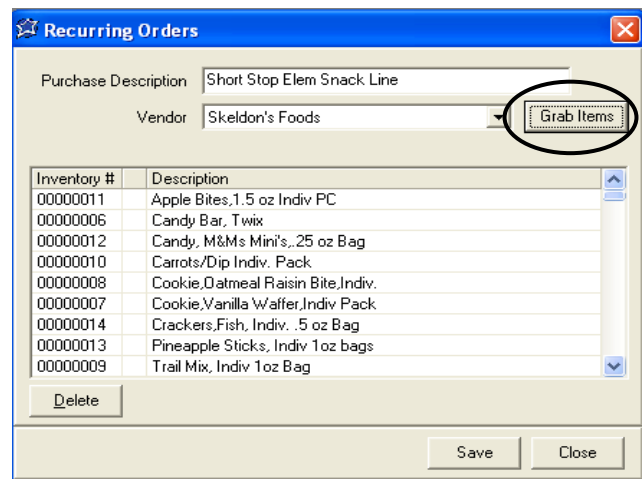 Recurring Orders
Purchase Description Short Stop Elem Snack Line
Vendor Skeldon's Foods Grab Items
Inventory # Description
00000011 Apple Bites,1.5 oz Indiv PC
00000006 Candy Bar, Twix
00000012 Candy, M&Ms Mini's,.25 oz Bag
00000010 Carrots/Dip Indiv. Pack
00000008 Cookie,Oatmeal Raisin Bite,Indiv.
00000007 Cookie,Vanilla Waffer,Indiv Pack
00000014 Crackers,Fish, Indiv. .5 oz Bag
00000013 Pineapple Sticks, Indiv 1oz bags
00000009 Trail Mix, Indiv 1oz Bag
Delete
Save Close